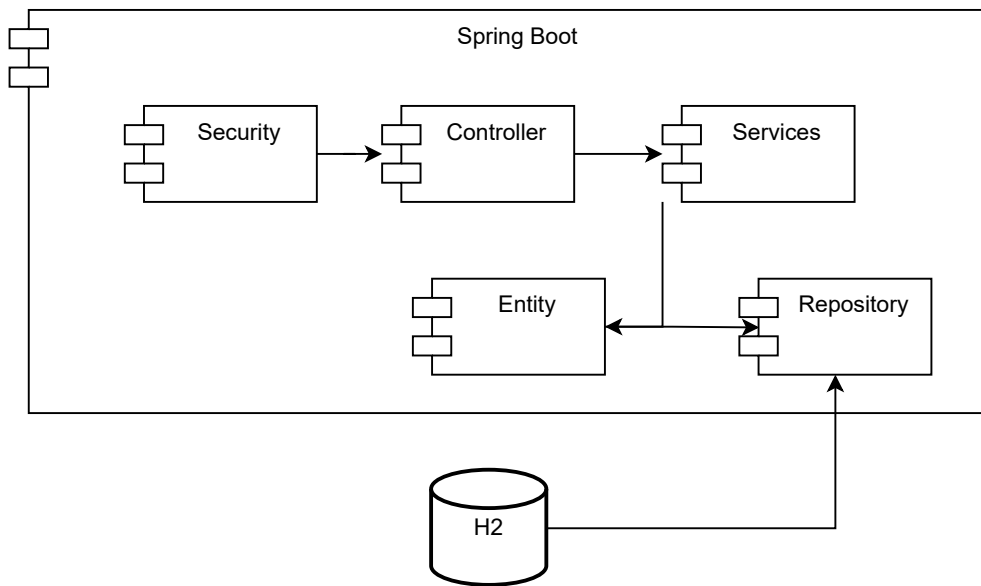 Spring Boot
Security
Controller
Services
Entity
Repository
H2